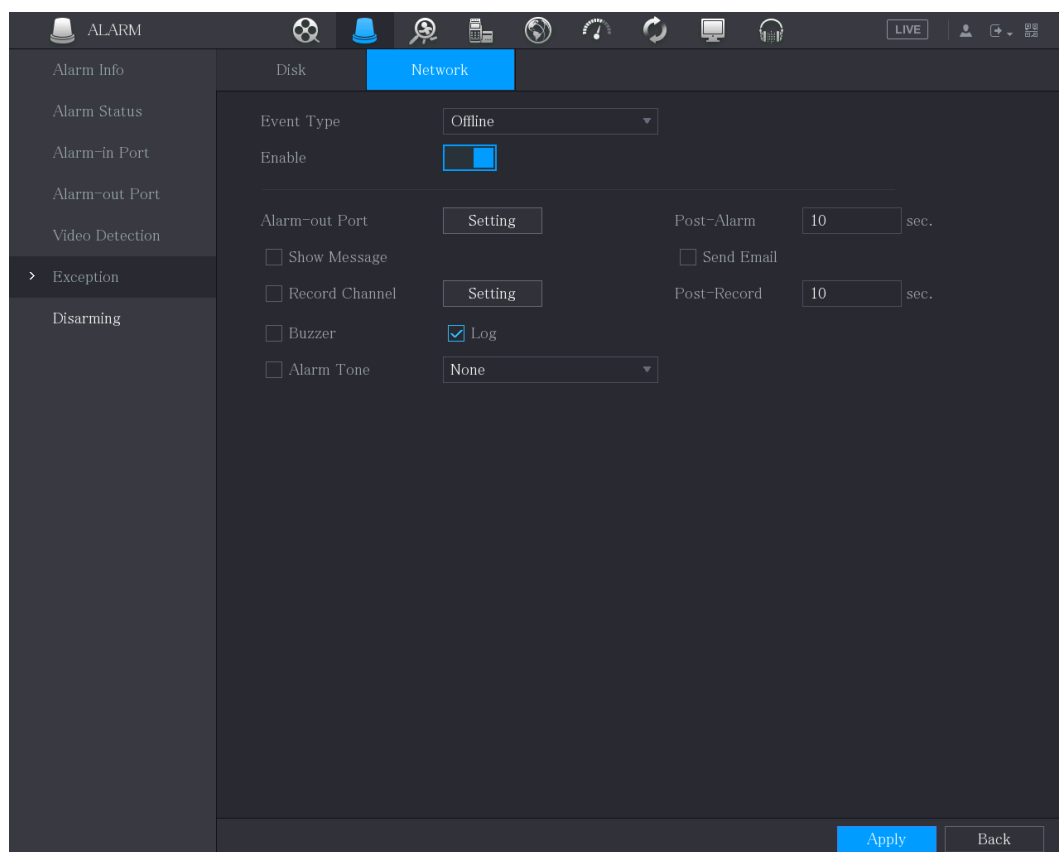 ALARM
LIVE
Alarm Info
Alarm Status
Alarm-in Port
Alarm-out Port
Video Detection
Exception
Disarming
Disk Network
Event Type Offline
Enable
Alarm-out Port Setting Post-Alarm 10 sec.
Show Message Send Email
Record Channel Setting Post-Record 10 sec.
Buzzer Log
Alarm Tone None
Apply Back